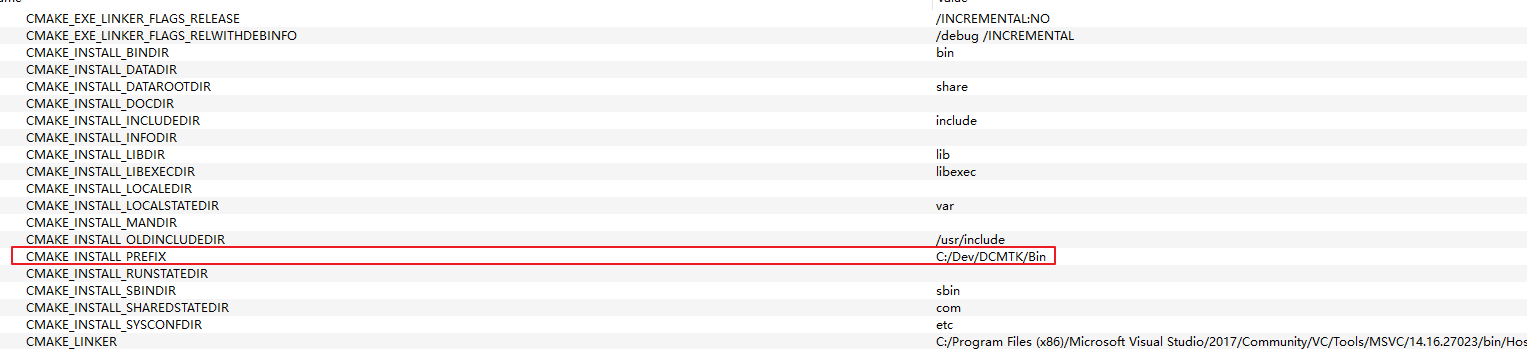 CMAKE_EXE_LINKER_FLAGS_RELEASE /INCREMENTAL:NO
CMAKE_EXE_LINKER_FLAGS_RELWITHDEBINFO /debug /INCREMENTAL
CMAKE_INSTALL_BINDIR bin
CMAKE_INSTALL_DATADIR
CMAKE_INSTALL_DATAROOTDIR share
CMAKE_INSTALL_DOCDIR
CMAKE_INSTALL_INCLUDEDIR include
CMAKE_INSTALL_INFODIR
CMAKE_INSTALL_LIBDIR lib
CMAKE_INSTALL_LIBEXECDIR libexec
CMAKE_INSTALL_LOCALEDIR
CMAKE_INSTALL_LOCALSTATEDIR var
CMAKE_INSTALL_MANDIR
CMAKE_INSTALL_OLDINCLUDEDIR /usr/include
CMAKE_INSTALL_PREFIX C:/Dev/DCMTK/Bin
CMAKE_INSTALL_RUNSTATEDIR
CMAKE_INSTALL_SBINDIR sbin
CMAKE_INSTALL_SHAREDSTATEDIR com
CMAKE_INSTALL_SYSCONFDIR etc
CMAKE_LINKER C:/Program Files (x86)/Microsoft Visual Studio/2017/Community/VC/Tools/MSVC/14.16.27023/bin/Hos